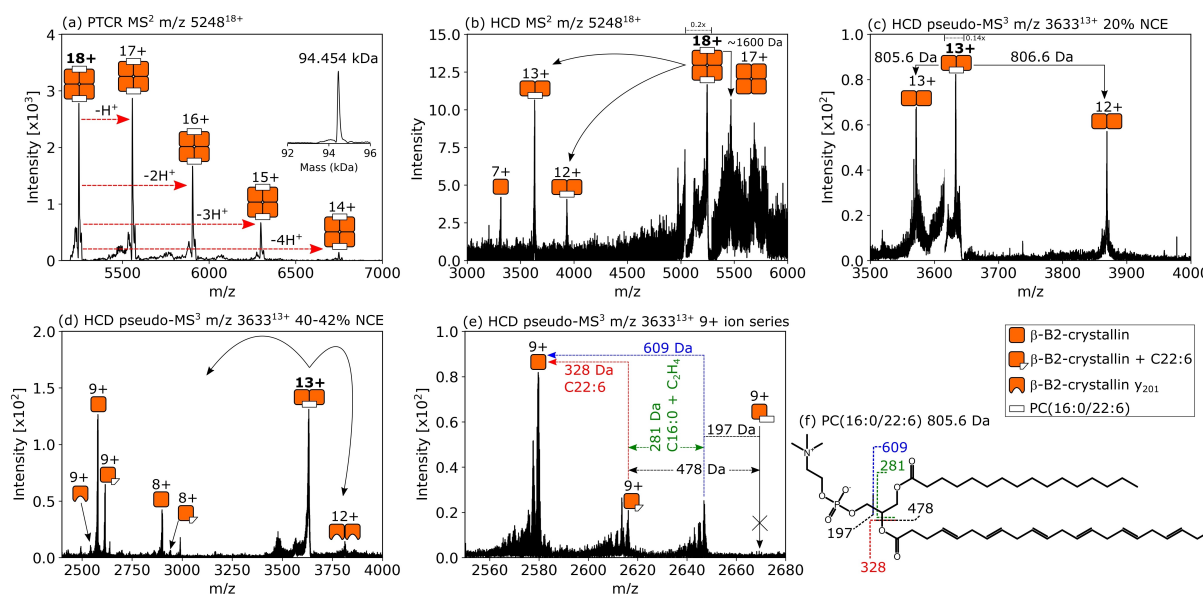 (a) PTCR MS² m/z 5248¹⁸⁺
Intensity [x10³]
4
3
2
1
0
5500
6000
6500
7000
m/z
18+
17+
16+
15+
14+
-H⁺
-2H⁺
-3H⁺
-4H⁺
94.454 kDa
92
94
96
Mass (kDa)
(b) HCD MS² m/z 5248¹⁸⁺
Intensity
15.0
12.5
10.0
7.5
5.0
2.5
0.0
3000
3500
4000
4500
5000
5500
6000
m/z
7+
13+
12+
0.2x
18+
~1600 Da
17+
(c) HCD pseudo-MS³ m/z 3633¹³⁺ 20% NCE
Intensity [x10²]
1.0
0.8
0.6
0.4
0.2
0.0
3500
3600
3700
3800
3900
4000
m/z
0.14x
805.6 Da
13+
806.6 Da
13+
12+
(d) HCD pseudo-MS³ m/z 3633¹³⁺ 40-42% NCE
Intensity [x10²]
2.0
1.5
1.0
0.5
0.0
2500
2750
3000
3250
3500
3750
4000
m/z
9+
9+
9+
8+
8+
13+
12+
(e) HCD pseudo-MS³ m/z 3633¹³⁺ 9+ ion series
Intensity [x10²]
1.0
0.8
0.6
0.4
0.2
0.0
2560
2580
2600
2620
2640
2660
2680
m/z
9+
609 Da
328 Da
C22:6
281 Da
C16:0 + C₂H₄
9+
197 Da
478 Da
9+
β-B2-crystallin
β-B2-crystallin + C22:6
β-B2-crystallin y₂₀₁
PC(16:0/22:6)
(f) PC(16:0/22:6) 805.6 Da
609
281
478
197
328
N⁺
O
P
O⁻
O
O
O
O
O
O